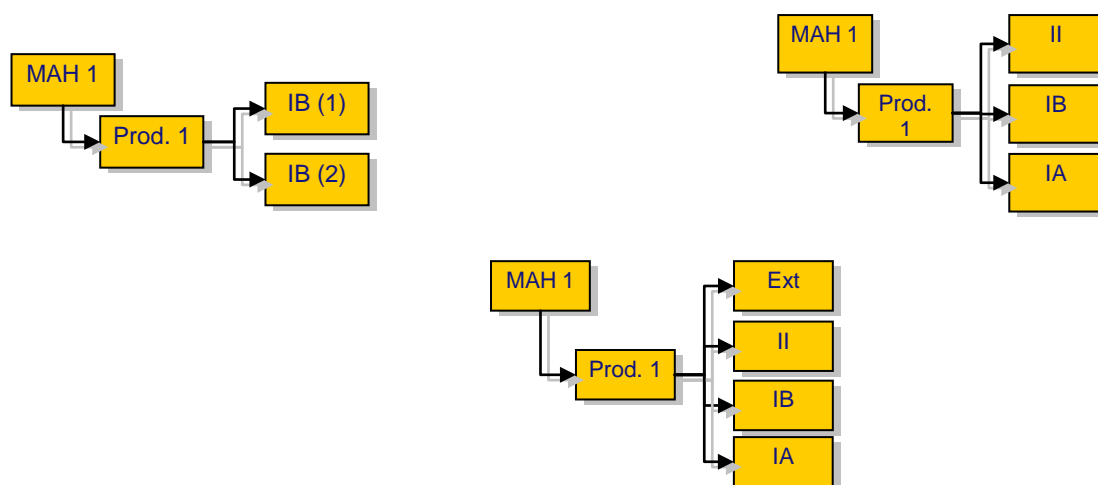 MAH 1
Prod. 1
IB (1)
IB (2)
MAH 1
Prod.
1
II
IB
IA
MAH 1
Prod. 1
Ext
II
IB
IA